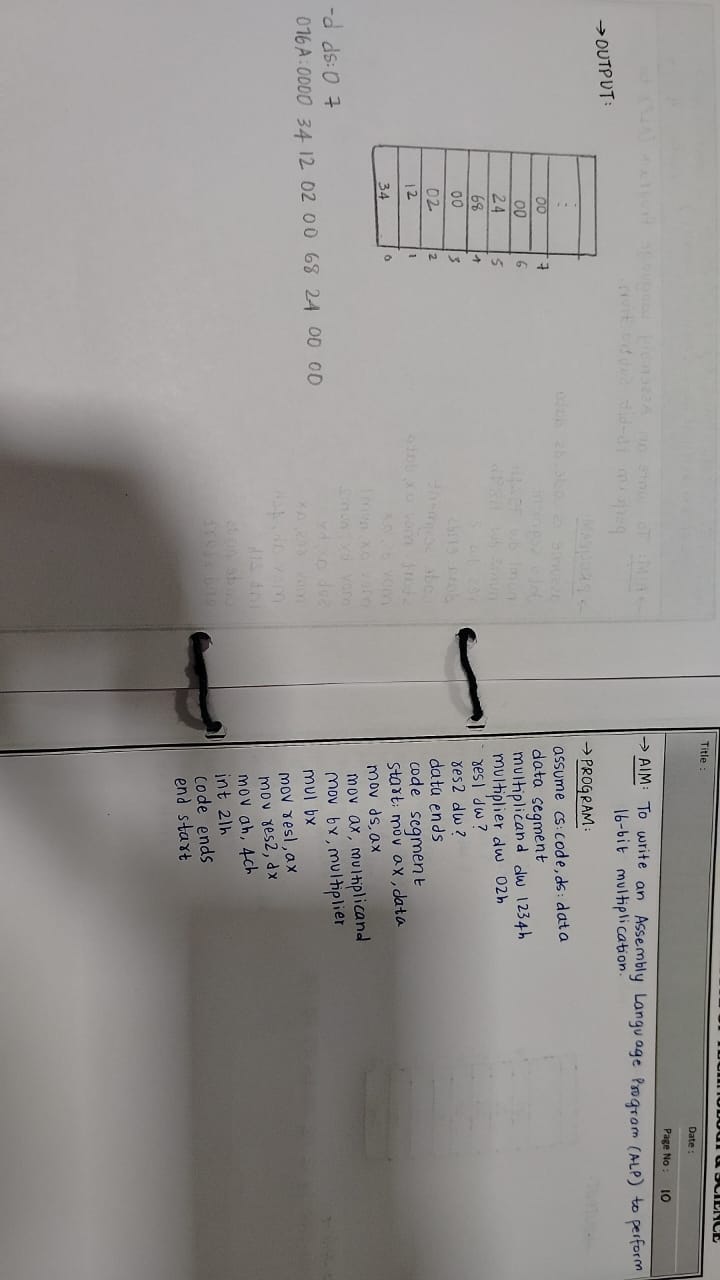 → OUTPUT:
:
00 7
00 6
24 5
68 4
00 3
02 2
12 1
34 0
-d ds:0 7
076A:0000 34 12 02 00 68 24 00 00
TECHNOLOGY & SCIENCE
Title :
Date :
Page No : 10
→ AIM: To write an Assembly Language Program (ALP) to perform
16-bit multiplication.
→ PROGRAM:
assume cs:code, ds: data
data segment
multiplicand dw 1234h
multiplier dw 02h
res1 dw ?
res2 dw ?
data ends
code segment
start: mov ax, data
mov ds, ax
mov ax, multiplicand
mov bx, multiplier
mul bx
mov res1, ax
mov res2, dx
mov ah, 4ch
int 21h
code ends
end start